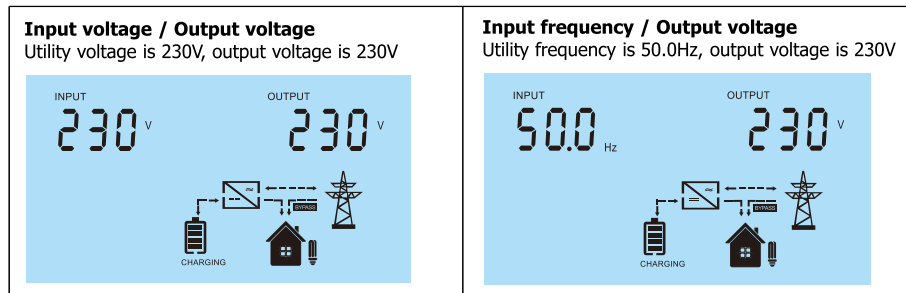 Input voltage / Output voltage
Utility voltage is 230V, output voltage is 230V
INPUT OUTPUT
230 V 230 V
BYPASS
CHARGING
Input frequency / Output voltage
Utility frequency is 50.0Hz, output voltage is 230V
INPUT OUTPUT
50.0 Hz 230 V
BYPASS
CHARGING